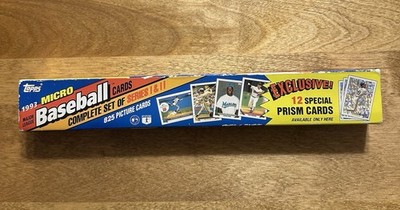 Topps
1993
MICRO
Baseball
CARDS
COMPLETE SET OF SERIES I & II
825 PICTURE CARDS
EXCLUSIVE!
12 SPECIAL
PRISM CARDS
AVAILABLE ONLY HERE